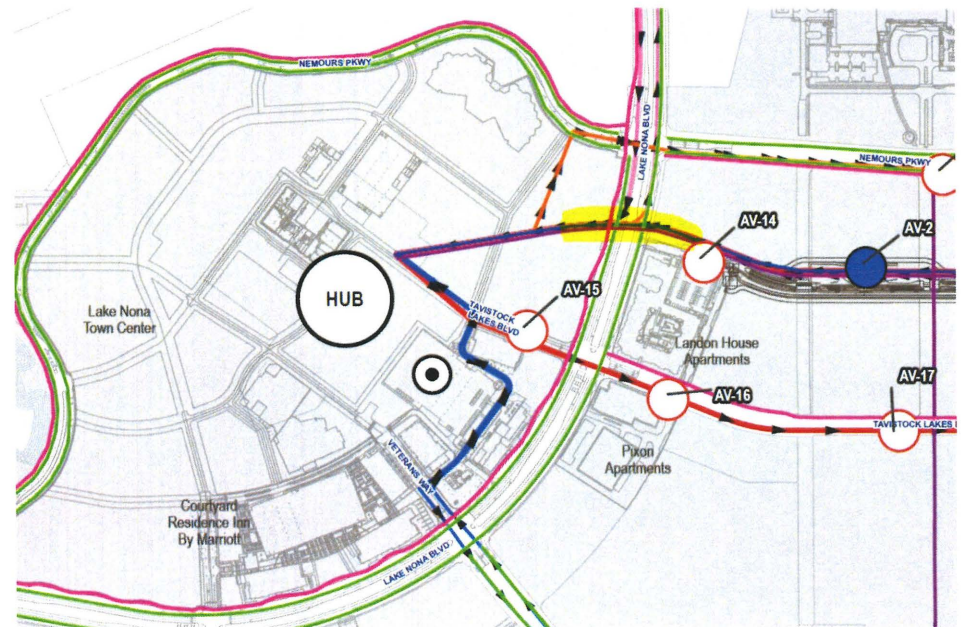 NEMOURS PKWY
LAKE NONA BLVD
NEMOURS PKWY
AV-14
AV-2
HUB
AV-15
TAVISTOCK
LAKES BLVD
Lake Nona
Town Center
Landon House
Apartments
AV-16
AV-17
TAVISTOCK LAKES
VETERANS WAY
Pixon
Apartments
Courtyard
Residence Inn
By Marriott
LAKE NONA BLVD